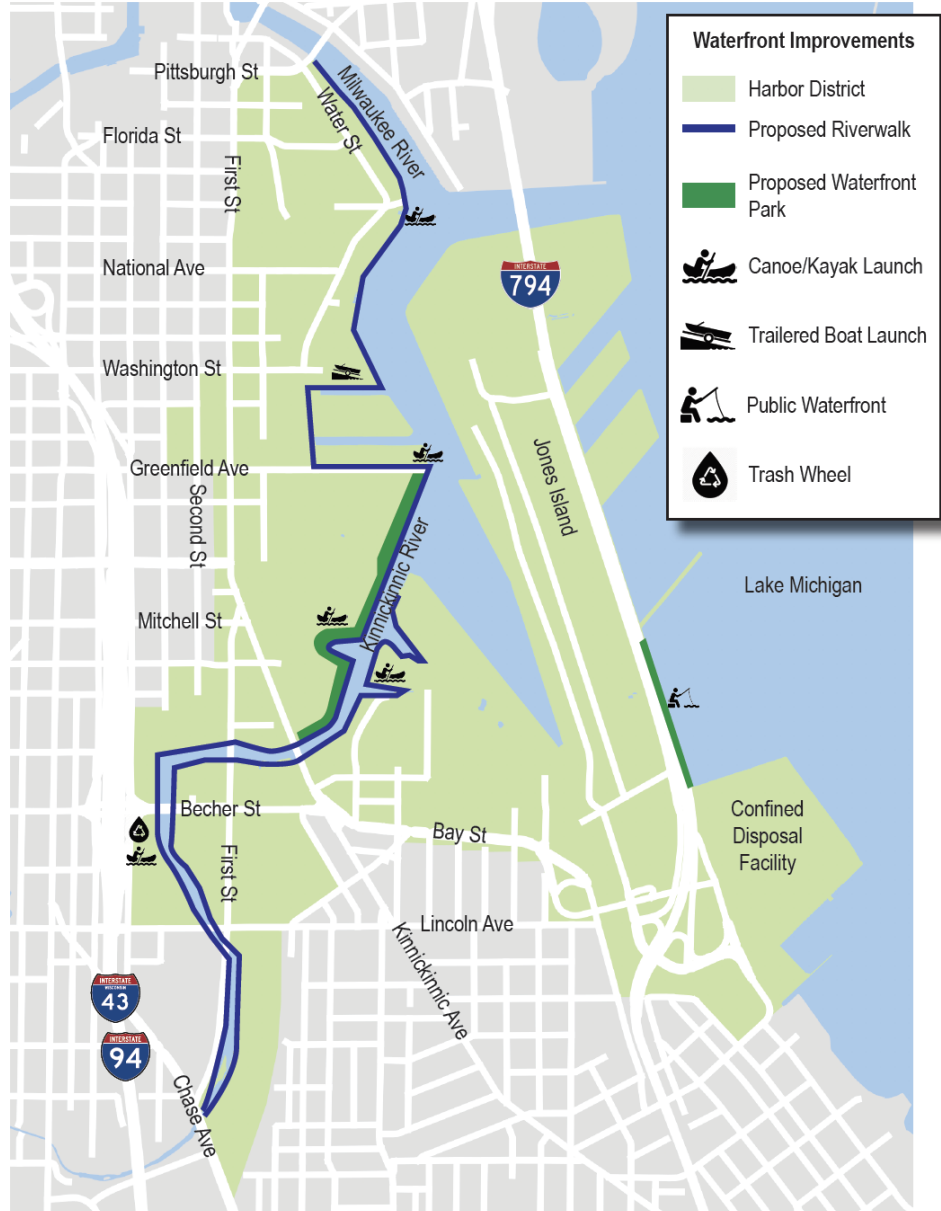 Waterfront Improvements
Harbor District
Proposed Riverwalk
Proposed Waterfront
Park
Canoe/Kayak Launch
Trailered Boat Launch
Public Waterfront
Trash Wheel
Pittsburgh St
Water St
Milwaukee River
Florida St
First St
National Ave
INTERSTATE
794
Washington St
Greenfield Ave
Second St
Jones Island
Kinnickinnic River
Lake Michigan
Mitchell St
Becher St
Bay St
Confined
Disposal
Facility
First St
Lincoln Ave
Kinnickinnic Ave
INTERSTATE
WISCONSIN
43
INTERSTATE
94
Chase Ave